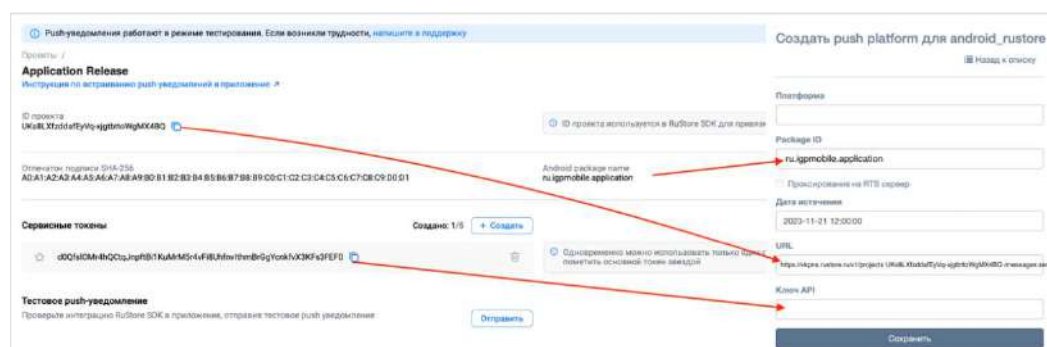 Push-уведомления работают в режиме тестирования. Если возникли трудности, напишите в поддержку
Проекты /
Application Release
Инструкция по встраиванию push уведомлений в приложение ↗
ID проекта
ID проекта используется в RuStore SDK для привязк
Отпечаток подписи SHA-256
AD:A1:A2:A3:A4:A5:A6:A7:A8:A9:B0:B1:B2:B3:B4:B5:B6:B7:B8:B9:C0:C1:C2:C3:C4:C5:C6:C7:C8:C9:D0:D1
Android package name
ru.igpmobile.application
Сервисные токены
Создано: 1/5
+ Создать
Одновременно можно использовать только
пометить основной токен звездой
Тестовое push-уведомление
Проверьте интеграцию RuStore SDK в приложение, отправив тестовое push уведомление
Отправить
Создать push platform для android_rustore
Назад к списку
Платформа
Package ID
ru.igpmobile.application
Проксирование на RTS сервер
Дата истечения
2023-11-21 12:00:00
URL
Ключ API
Сохранить